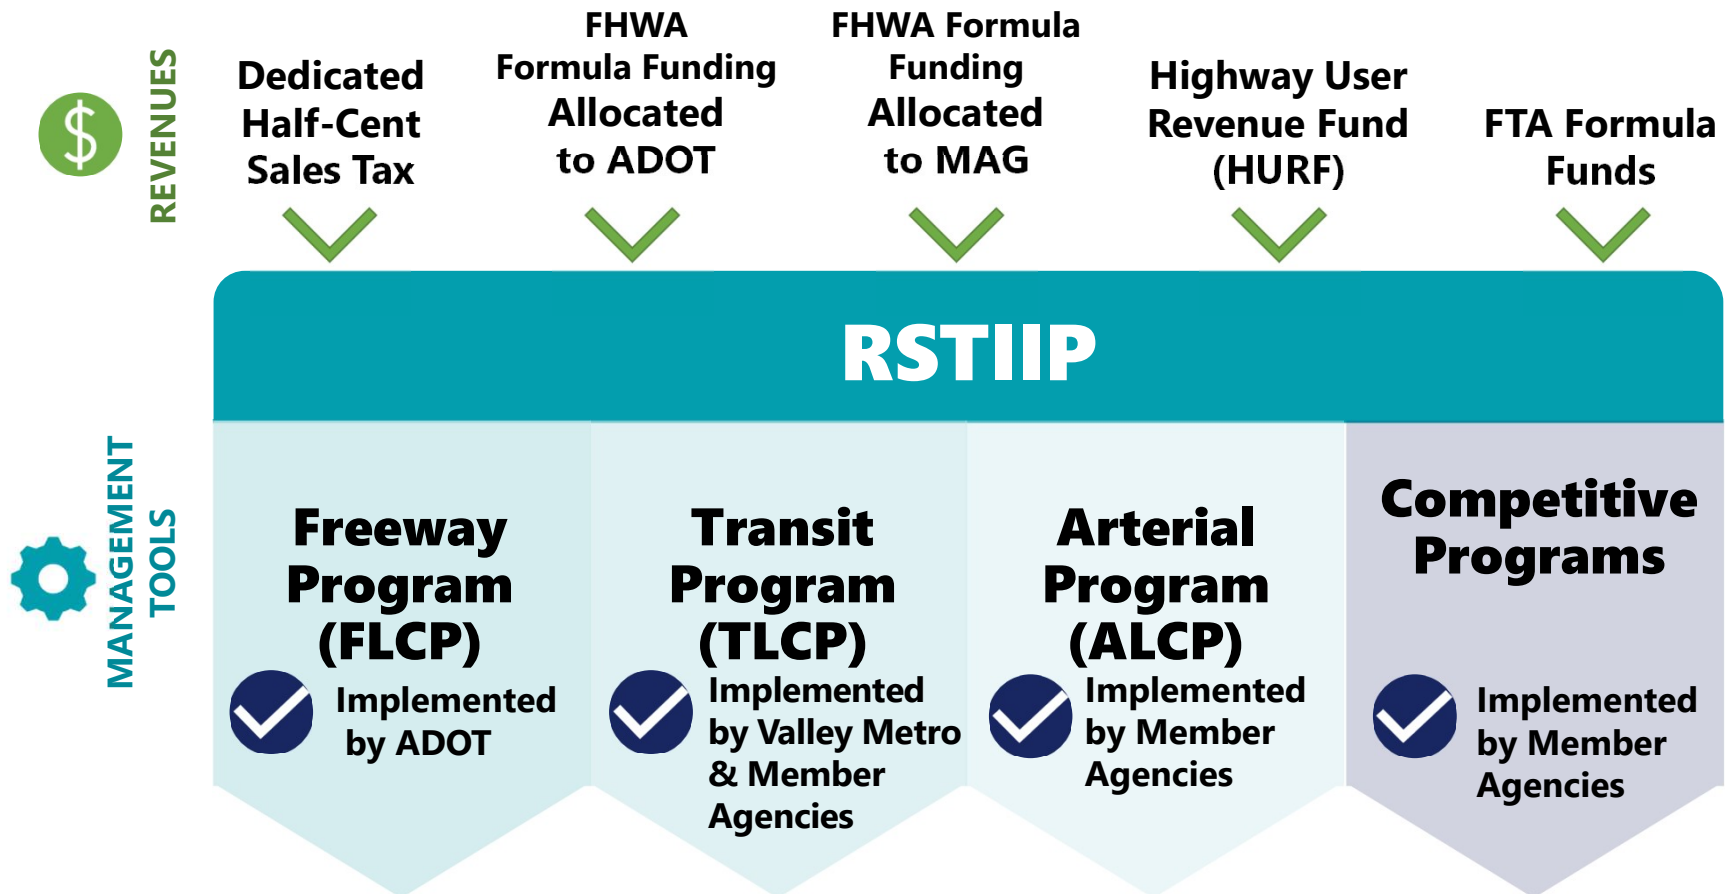 REVENUES
Dedicated
Half-Cent
Sales Tax
FHWA
Formula Funding
Allocated
to ADOT
FHWA Formula
Funding
Allocated
to MAG
Highway User
Revenue Fund
(HURF)
FTA Formula
Funds
RSTIIP
MANAGEMENT
TOOLS
Freeway
Program
(FLCP)
Implemented
by ADOT
Transit
Program
(TLCP)
Implemented
by Valley Metro
& Member
Agencies
Arterial
Program
(ALCP)
Implemented
by Member
Agencies
Competitive
Programs
Implemented
by Member
Agencies